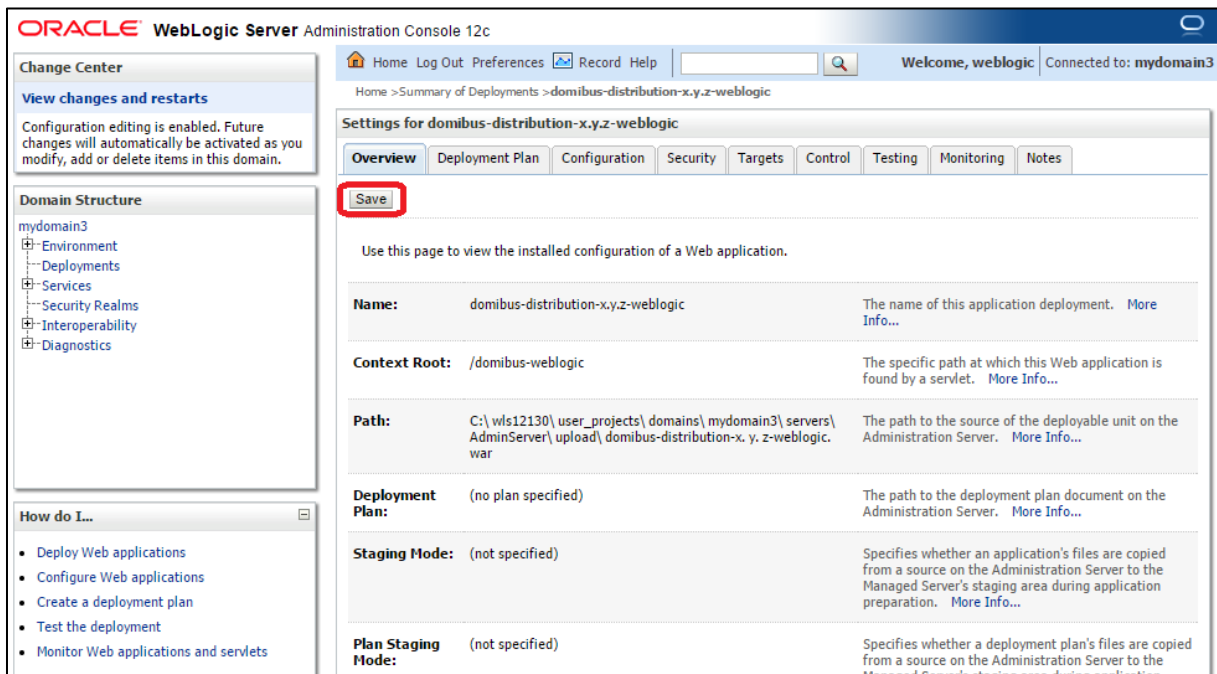 ORACLE WebLogic Server Administration Console 12c
Change Center
View changes and restarts
Configuration editing is enabled. Future
changes will automatically be activated as you
modify, add or delete items in this domain.
Domain Structure
mydomain3
Environment
Deployments
Services
Security Realms
Interoperability
Diagnostics
How do I...
Deploy Web applications
Configure Web applications
Create a deployment plan
Test the deployment
Monitor Web applications and servlets
Home Log Out Preferences Record Help
Welcome, weblogic Connected to: mydomain3
Home >Summary of Deployments >domibus-distribution-x.y.z-weblogic
Settings for domibus-distribution-x.y.z-weblogic
Overview Deployment Plan Configuration Security Targets Control Testing Monitoring Notes
Save
Use this page to view the installed configuration of a Web application.
Name: domibus-distribution-x.y.z-weblogic
The name of this application deployment. More
Info...
Context Root: /domibus-weblogic
The specific path at which this Web application is
found by a servlet. More Info...
Path:
C:\ wls12130\ user_projects\ domains\ mydomain3\ servers\
AdminServer\ upload\ domibus-distribution-x. y. z-weblogic.
war
The path to the source of the deployable unit on the
Administration Server. More Info...
Deployment
Plan:
(no plan specified)
The path to the deployment plan document on the
Administration Server. More Info...
Staging Mode: (not specified)
Specifies whether an application's files are copied
from a source on the Administration Server to the
Managed Server's staging area during application
preparation. More Info...
Plan Staging
Mode:
(not specified)
Specifies whether a deployment plan's files are copied
from a source on the Administration Server to the
Managed Server's staging area during application